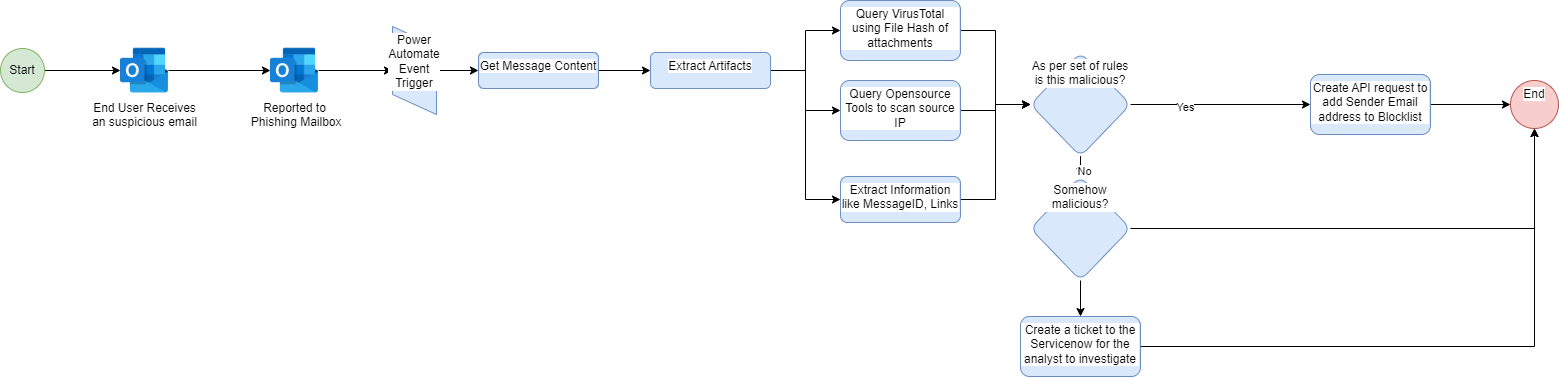 Start
End User Receives
an suspicious email
Reported to
Phishing Mailbox
Power
Automate
Event
Trigger
Get Message Content
Extract Artifacts
Query VirusTotal
using File Hash of
attachments
Query Opensource
Tools to scan source
IP
Extract Information
like MessageID, Links
As per set of rules
is this malicious?
Yes
Create API request to
add Sender Email
address to Blocklist
End
No
Somehow
malicious?
Create a ticket to the
Servicenow for the
analyst to investigate